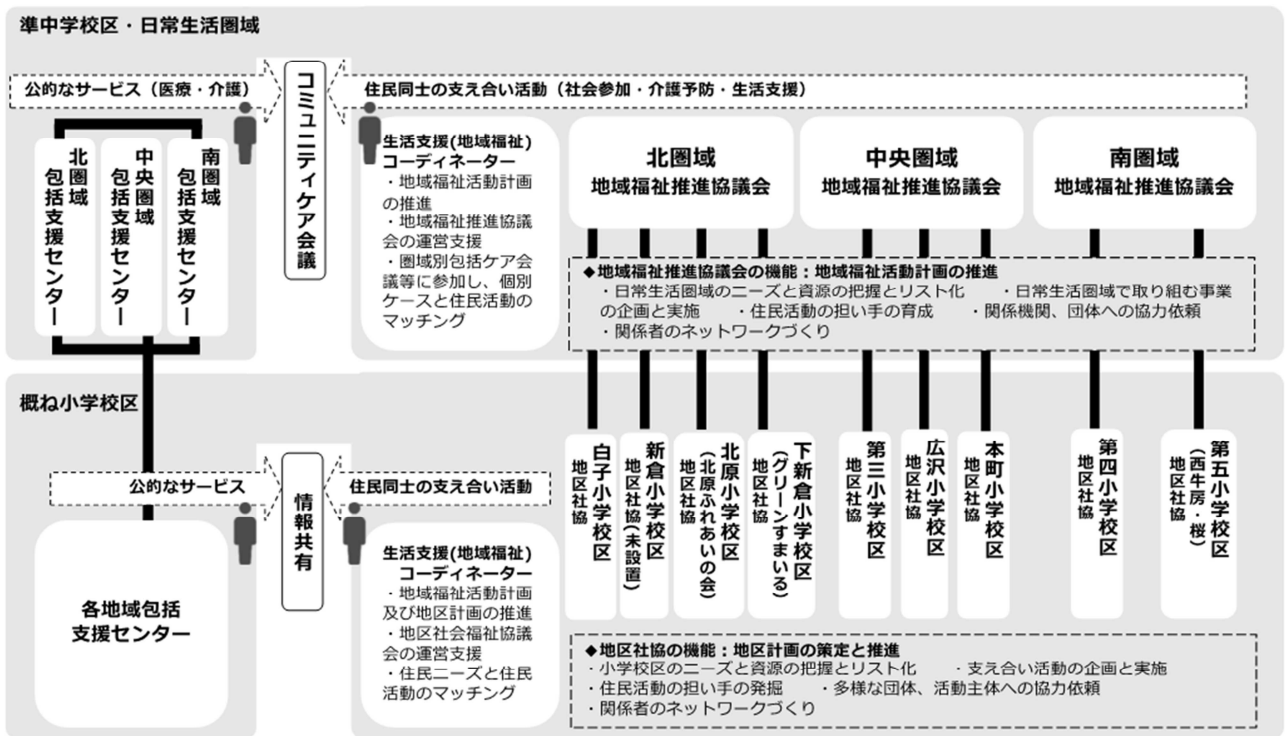 準中学校区・日常生活圏域
公的なサービス（医療・介護）
コミュニティケア会議
住民同士の支え合い活動（社会参加・介護予防・生活支援）
北圏域
包括支援センター
中央圏域
包括支援センター
南圏域
包括支援センター
生活支援(地域福祉)
コーディネーター
・地域福祉活動計画
の推進
・地域福祉推進協議
会の運営支援
・圏域別包括ケア会
議等に参加し、個別
ケースと住民活動の
マッチング
北圏域
地域福祉推進協議会
中央圏域
地域福祉推進協議会
南圏域
地域福祉推進協議会
◆地域福祉推進協議会の機能：地域福祉活動計画の推進
・日常生活圏域のニーズと資源の把握とリスト化　・日常生活圏域で取り組む事業
の企画と実施　・住民活動の担い手の育成　・関係機関、団体への協力依頼
・関係者のネットワークづくり
概ね小学校区
公的なサービス
情報共有
住民同士の支え合い活動
各地域包括
支援センター
生活支援(地域福祉)
コーディネーター
・地域福祉活動計画
及び地区計画の推進
・地区社会福祉協議
会の運営支援
・住民ニーズと住民
活動のマッチング
白子小学校区
地区社協
新倉小学校区
地区社協(未設置)
北原小学校区
(北原ふれあいの会)
地区社協
下新倉小学校区
(グリーンすまいる)
地区社協
第三小学校区
地区社協
広沢小学校区
地区社協
本町小学校区
地区社協
第四小学校区
地区社協
第五小学校区
(西牛房・桜)
地区社協
◆地区社協の機能：地区計画の策定と推進
・小学校区のニーズと資源の把握とリスト化　・支え合い活動の企画と実施
・住民活動の担い手の発掘　・多様な団体、活動主体への協力依頼
・関係者のネットワークづくり